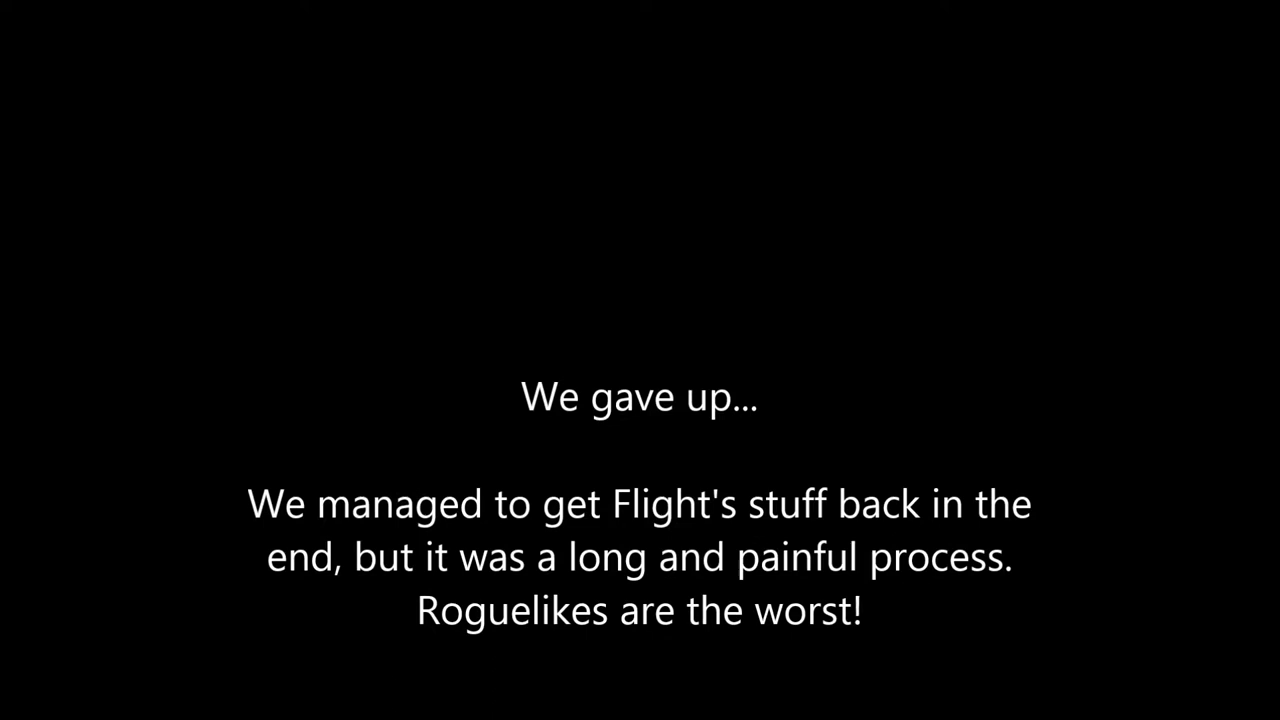 We gave up...
We managed to get Flight's stuff back in the
end, but it was a long and painful process.
Roguelikes are the worst!